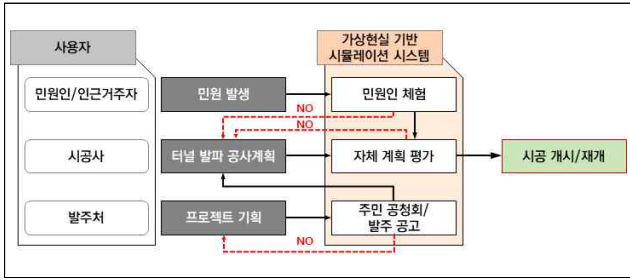 사용자
가상현실 기반
시뮬레이션 시스템
민원인/인근거주자
민원 발생
민원인 체험
NO
NO
시공사
터널 발파 공사계획
자체 계획 평가
시공 개시/재개
발주처
프로젝트 기획
주민 공청회/
발주 공고
NO